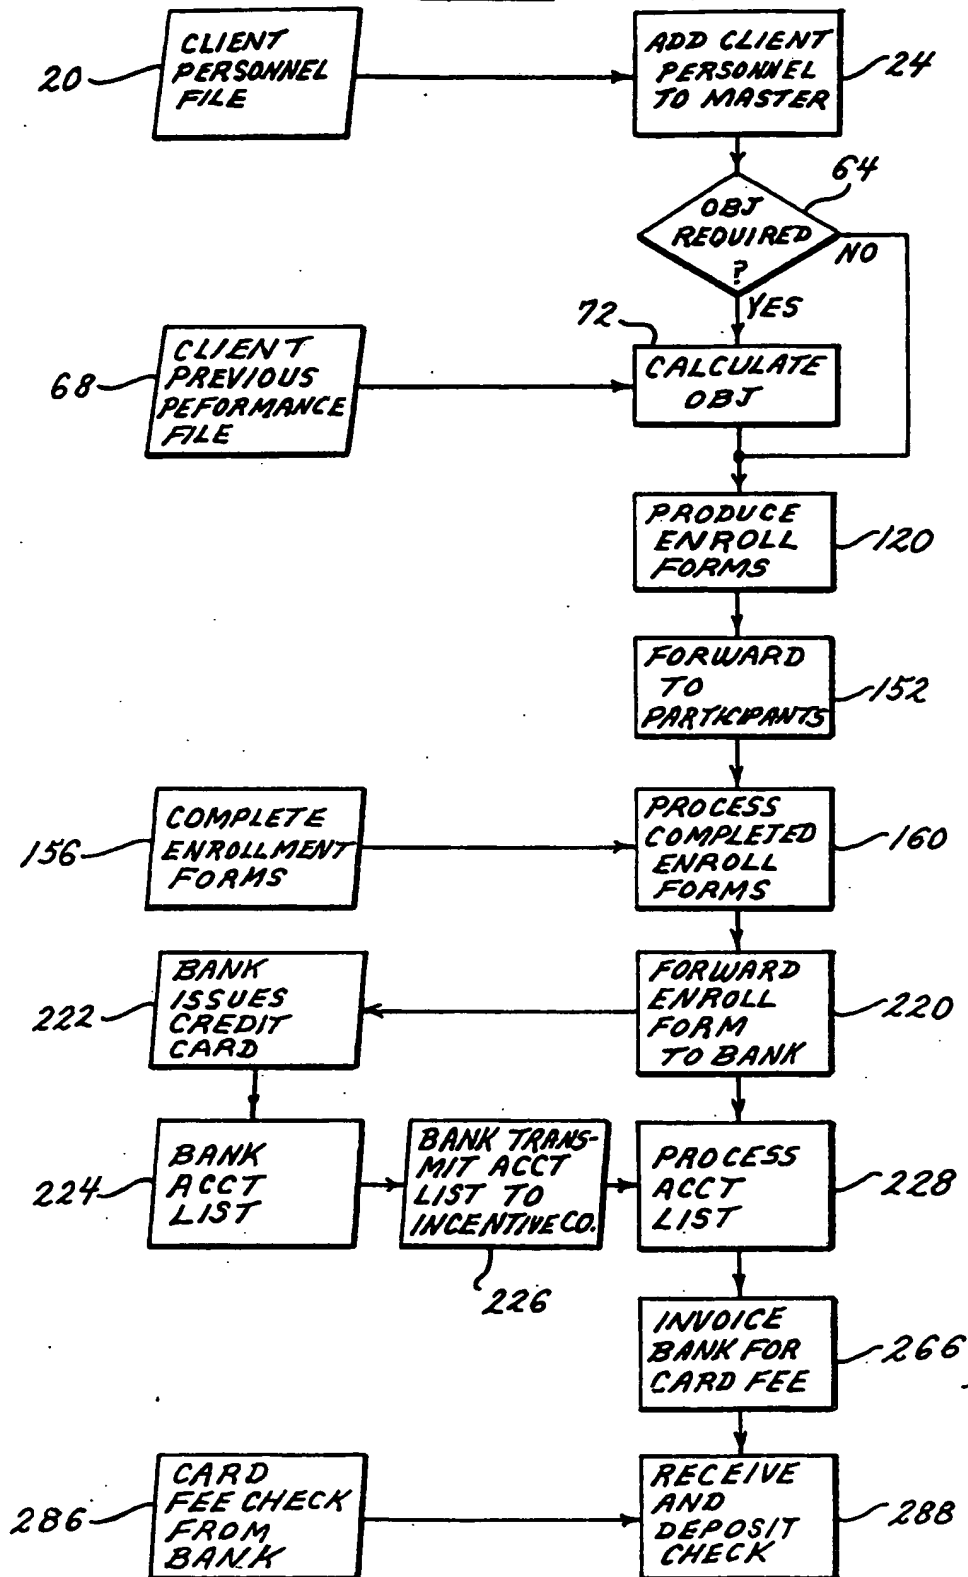 CLIENT
PERSONNEL
FILE
20
ADD CLIENT
PERSONNEL
TO MASTER
24
OBJ
REQUIRED
?
64
NO
YES
CLIENT
PREVIOUS
PEFORMANCE
FILE
68
72
CALCULATE
OBJ
PRODUCE
ENROLL
FORMS
120
FORWARD
TO
PARTICIPANTS
152
COMPLETE
ENROLLMENT
FORMS
156
PROCESS
COMPLETED
ENROLL
FORMS
160
BANK
ISSUES
CREDIT
CARD
222
FORWARD
ENROLL
FORM
TO BANK
220
BANK
ACCT
LIST
224
BANK TRANS-
MIT ACCT
LIST TO
INCENTIVE CO.
226
PROCESS
ACCT
LIST
228
INVOICE
BANK FOR
CARD FEE
266
CARD
FEE CHECK
FROM
BANK
286
RECEIVE
AND
DEPOSIT
CHECK
288